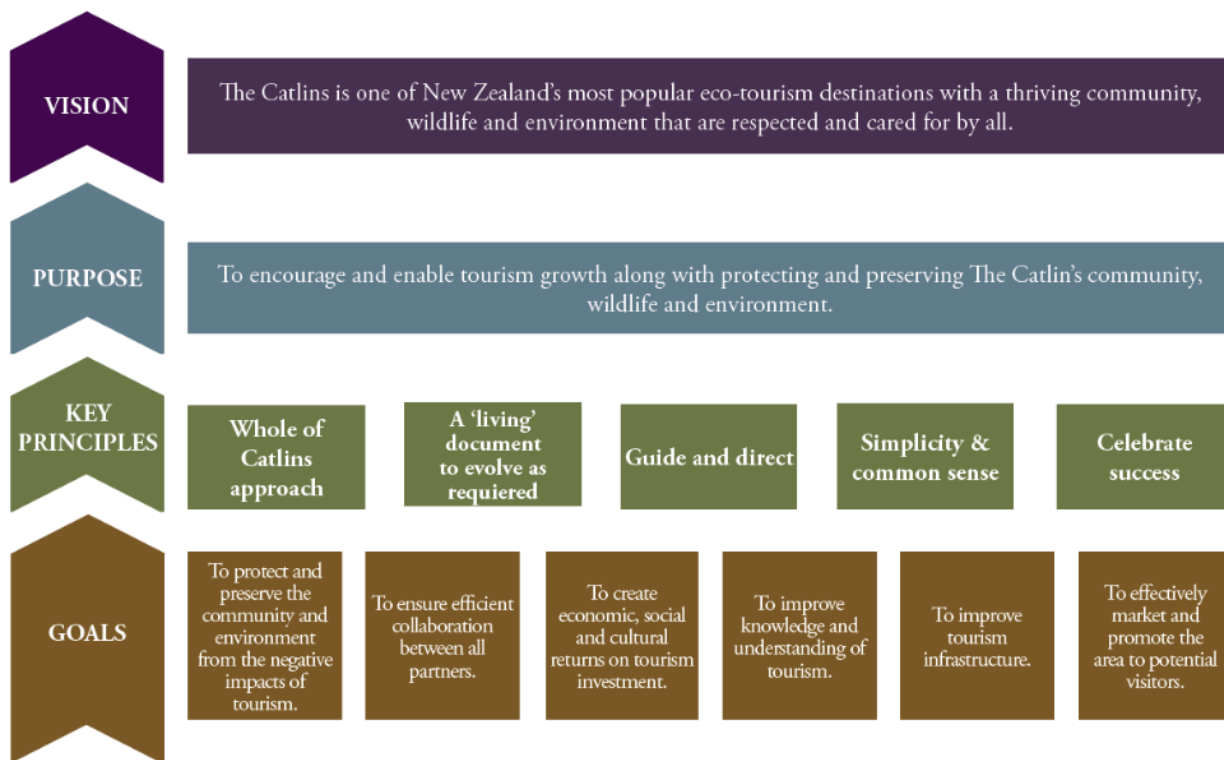 VISION
The Catlins is one of New Zealand’s most popular eco-tourism destinations with a thriving community,
wildlife and environment that are respected and cared for by all.
PURPOSE
To encourage and enable tourism growth along with protecting and preserving The Catlin’s community,
wildlife and environment.
KEY
PRINCIPLES
Whole of
Catlins
approach
A ‘living’
document
to evolve as
requiered
Guide and direct
Simplicity &
common sense
Celebrate
success
GOALS
To protect and
preserve the
community and
environment
from the negative
impacts of
tourism.
To ensure efficient
collaboration
between all
partners.
To create
economic, social
and cultural
returns on tourism
investment.
To improve
knowledge and
understanding of
tourism.
To improve
tourism
infrastructure.
To effectively
market and
promote the
area to potential
visitors.